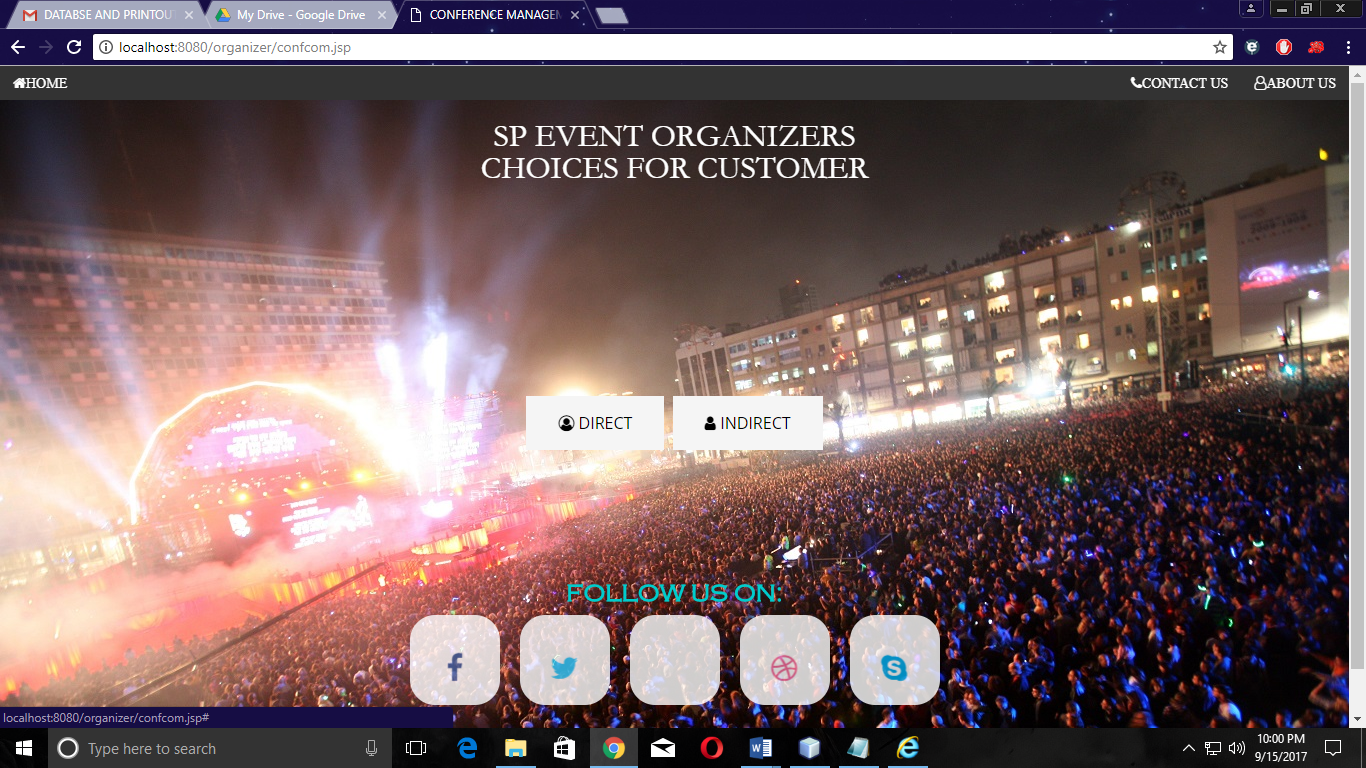 DATABSE AND PRINTOUT
My Drive - Google Drive
CONFERENCE MANAGEM
localhost:8080/organizer/confcom.jsp
HOME
CONTACT US
ABOUT US
SP EVENT ORGANIZERS
CHOICES FOR CUSTOMER
DIRECT
INDIRECT
FOLLOW US ON:
localhost:8080/organizer/confcom.jsp#
Type here to search
10:00 PM
9/15/2017